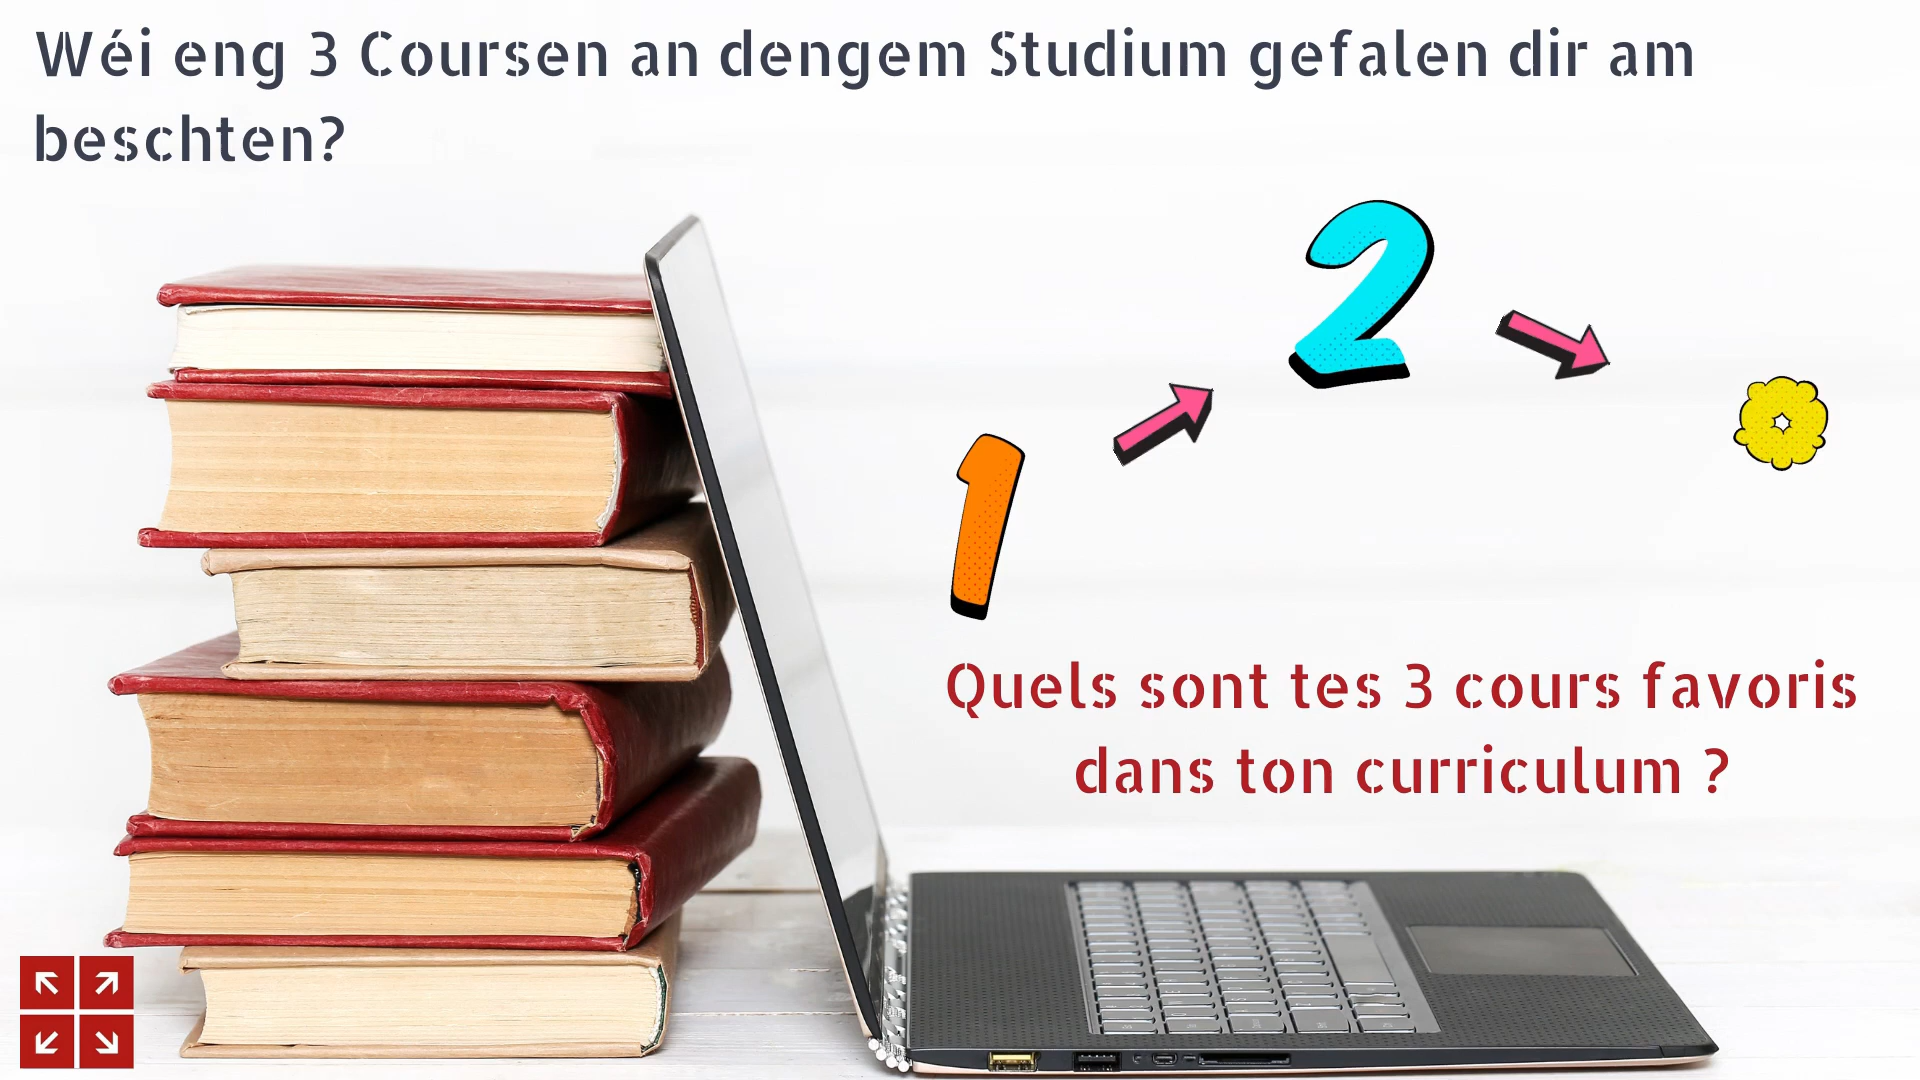 Wéi eng 3 Coursen an dengem Studium gefalen dir am
beschten?
2
1
Quels sont tes 3 cours favoris
dans ton curriculum ?